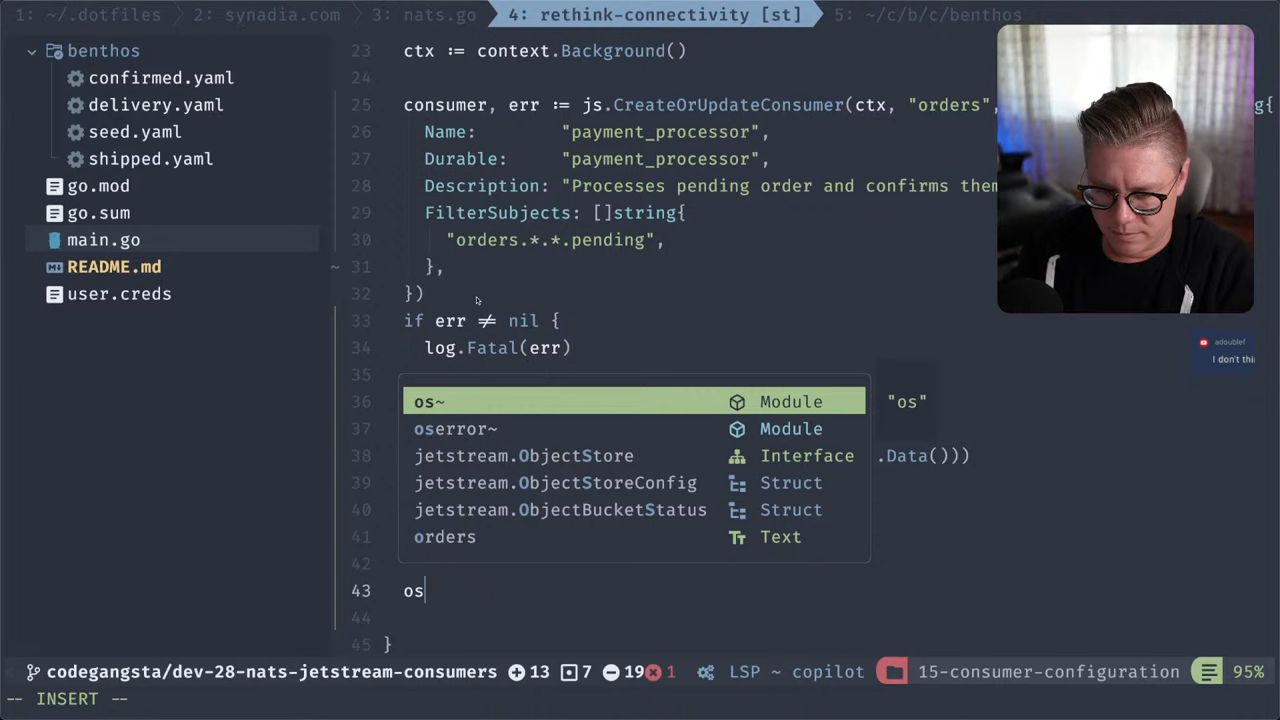 1: ~/.dotfiles 2: synadia.com 3: nats.go 4: rethink-connectivity [st] 5: ~/c/b/c/benthos
benthos
confirmed.yaml
delivery.yaml
seed.yaml
shipped.yaml
go.mod
go.sum
main.go
README.md
user.creds
23 ctx := context.Background()
24
25 consumer, err := js.CreateOrUpdateConsumer(ctx, "orders",
26 Name: "payment_processor",
27 Durable: "payment_processor",
28 Description: "Processes pending order and confirms them
29 FilterSubjects: []string{
30 "orders.*.*.pending",
~ 31 },
32 })
33 if err ≠ nil {
34 log.Fatal(err)
35
36 os~ Module "os"
37 oserror~ Module
38 jetstream.ObjectStore Interface .Data()))
39 jetstream.ObjectStoreConfig Struct
40 jetstream.ObjectBucketStatus Struct
41 orders Text
42
43 os
44
45 }
adoublef
I don't thi
codegangsta/dev-28-nats-jetstream-consumers 13 7 19 1 LSP ~ copilot 15-consumer-configuration 95%
-- INSERT --